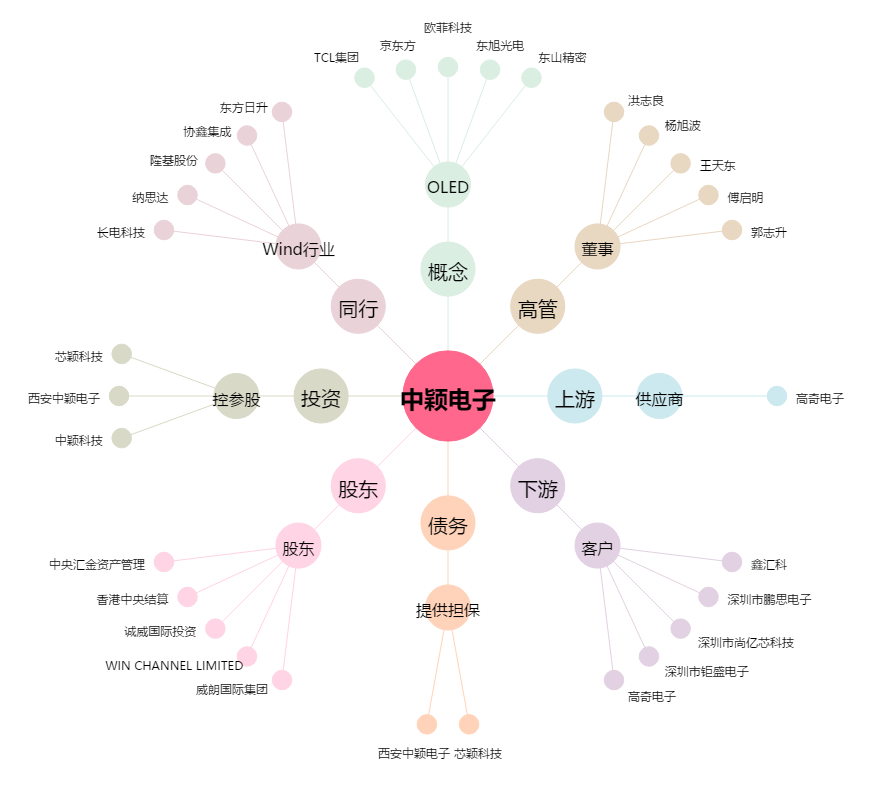 欧菲科技
京东方
东旭光电
TCL集团
东山精密
东方日升
洪志良
协鑫集成
杨旭波
隆基股份
王天东
OLED
纳思达
傅启明
长电科技
郭志升
Wind行业
董事
概念
同行
高管
芯颖科技
西安中颖电子
控参股
投资
中颖电子
上游
供应商
高奇电子
中颖科技
股东
下游
债务
股东
客户
中央汇金资产管理
鑫汇科
香港中央结算
深圳市鹏思电子
提供担保
诚威国际投资
深圳市尚亿芯科技
WIN CHANNEL LIMITED
深圳市钜盛电子
威朗国际集团
高奇电子
西安中颖电子
芯颖科技